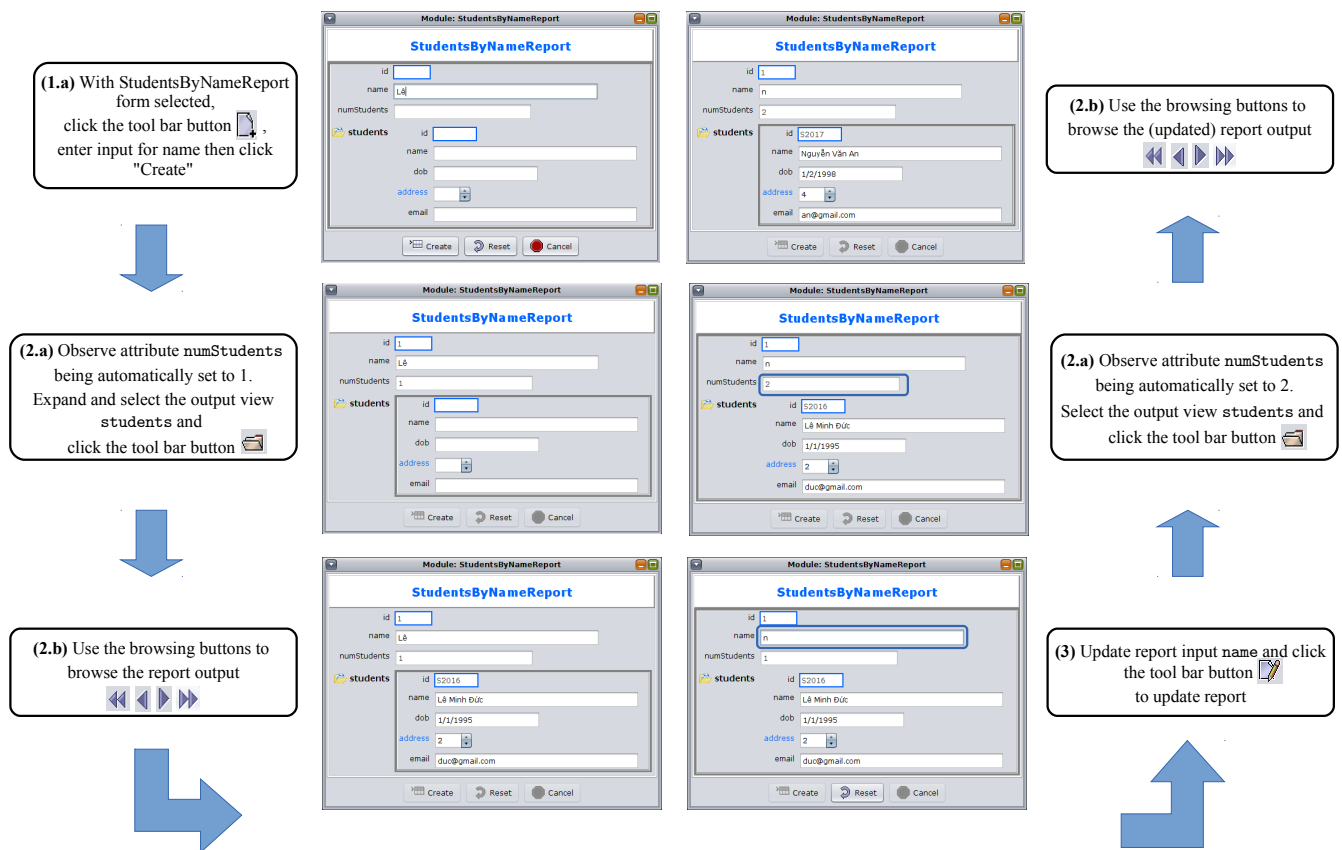 (1.a) With StudentsByNameReport
form selected,
click the tool bar button ,
enter input for name then click
"Create"
Module: StudentsByNameReport
StudentsByNameReport
id
name Lê
numStudents
students id
name
dob
address
email
Create Reset Cancel
(2.a) Observe attribute numStudents
being automatically set to 1.
Expand and select the output view
students and
click the tool bar button
Module: StudentsByNameReport
StudentsByNameReport
id 1
name Lê
numStudents 1
students id
name
dob
address
email
Create Reset Cancel
(2.b) Use the browsing buttons to
browse the report output
Module: StudentsByNameReport
StudentsByNameReport
id 1
name Lê
numStudents 1
students id S2016
name Lê Minh Đức
dob 1/1/1995
address 2
email duc@gmail.com
Create Reset Cancel
Module: StudentsByNameReport
StudentsByNameReport
id 1
name n
numStudents 1
students id S2016
name Lê Minh Đức
dob 1/1/1995
address 2
email duc@gmail.com
Create Reset Cancel
(3) Update report input name and click
the tool bar button
to update report
Module: StudentsByNameReport
StudentsByNameReport
id 1
name n
numStudents 2
students id S2016
name Lê Minh Đức
dob 1/1/1995
address 2
email duc@gmail.com
Create Reset Cancel
(2.a) Observe attribute numStudents
being automatically set to 2.
Select the output view students and
click the tool bar button
Module: StudentsByNameReport
StudentsByNameReport
id 1
name n
numStudents 2
students id S2017
name Nguyễn Văn An
dob 1/2/1998
address 4
email an@gmail.com
Create Reset Cancel
(2.b) Use the browsing buttons to
browse the (updated) report output